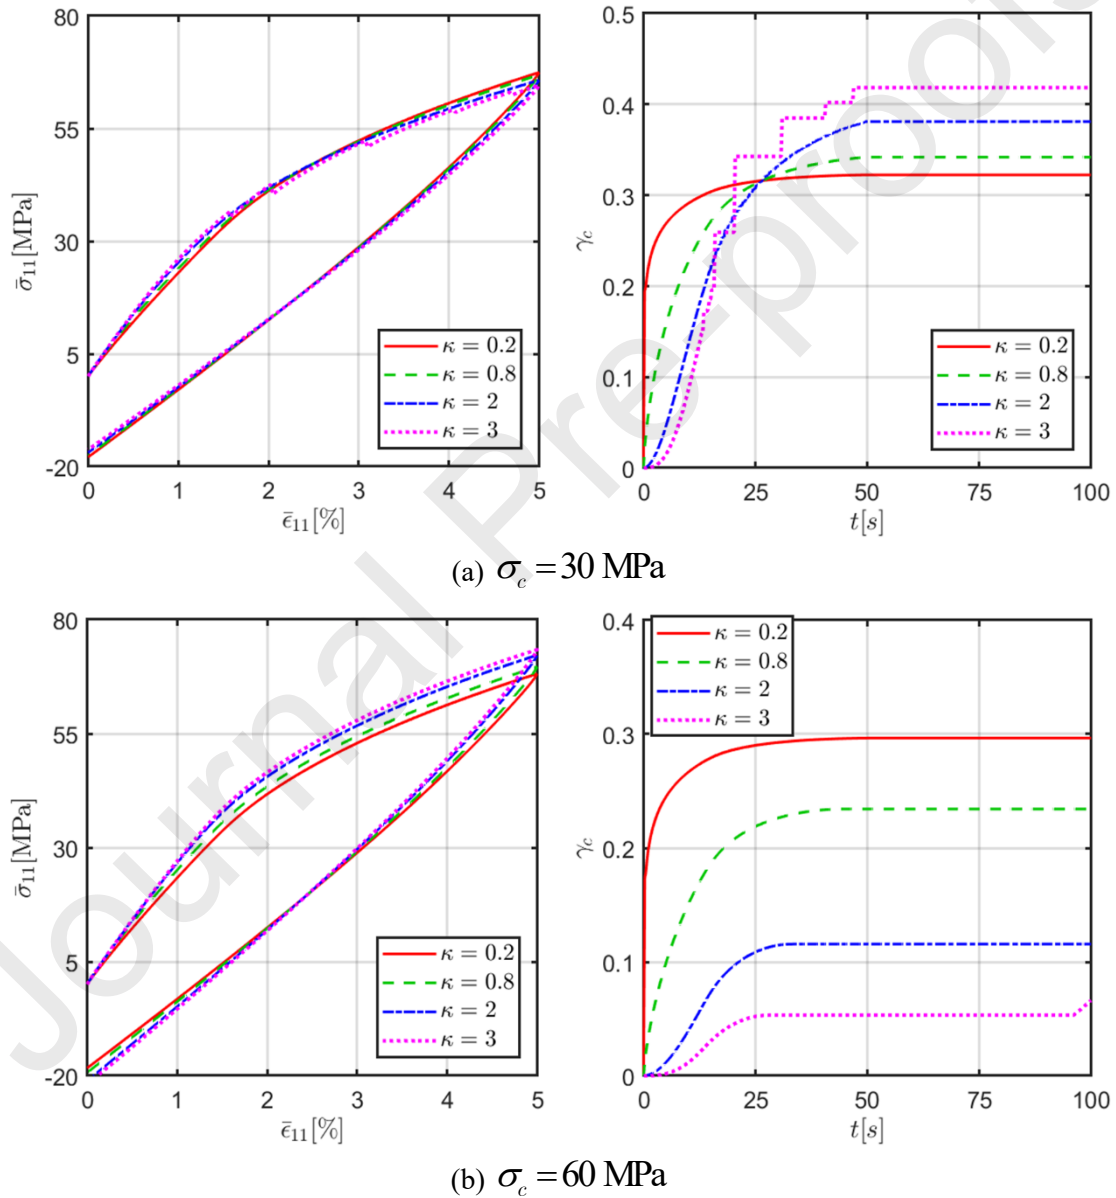 80
55
30
5
-20
σ̄₁₁[MPa]
κ = 0.2
κ = 0.8
κ = 2
κ = 3
0 1 2 3 4 5
ε̄₁₁[%]
0.5
0.4
0.3
0.2
0.1
0
γ_c
κ = 0.2
κ = 0.8
κ = 2
κ = 3
0 25 50 75 100
t[s]
(a) σ_c = 30 MPa
80
55
30
5
-20
σ̄₁₁[MPa]
κ = 0.2
κ = 0.8
κ = 2
κ = 3
0 1 2 3 4 5
ε̄₁₁[%]
0.4
0.3
0.2
0.1
0
γ_c
κ = 0.2
κ = 0.8
κ = 2
κ = 3
0 25 50 75 100
t[s]
(b) σ_c = 60 MPa
Journal Pre-proof